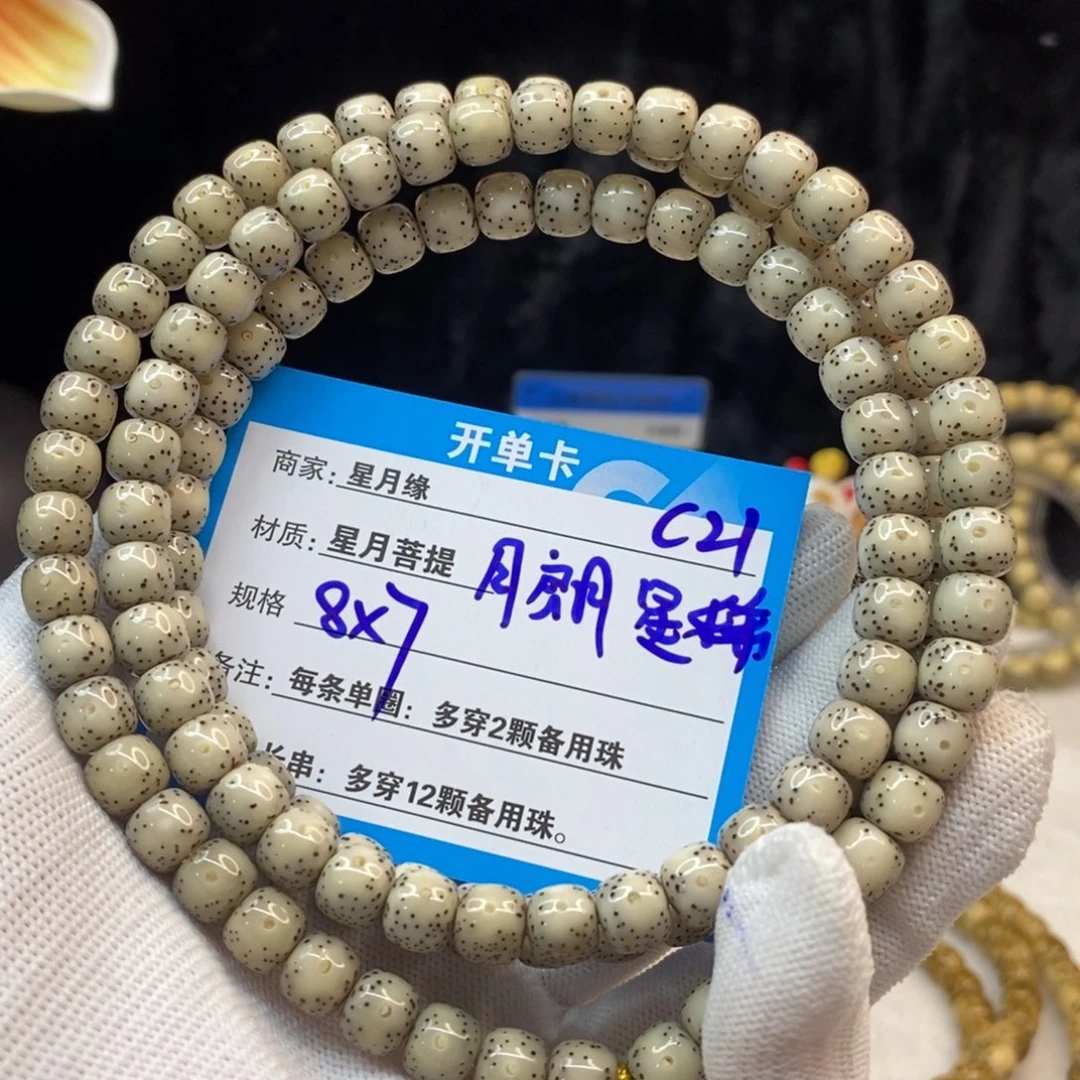 开单卡
商家：星月缘
C21
材质：星月菩提
月朗星稀
规格 8x7
备注：每条单圈：多穿2颗备用珠
长串：多穿12颗备用珠。